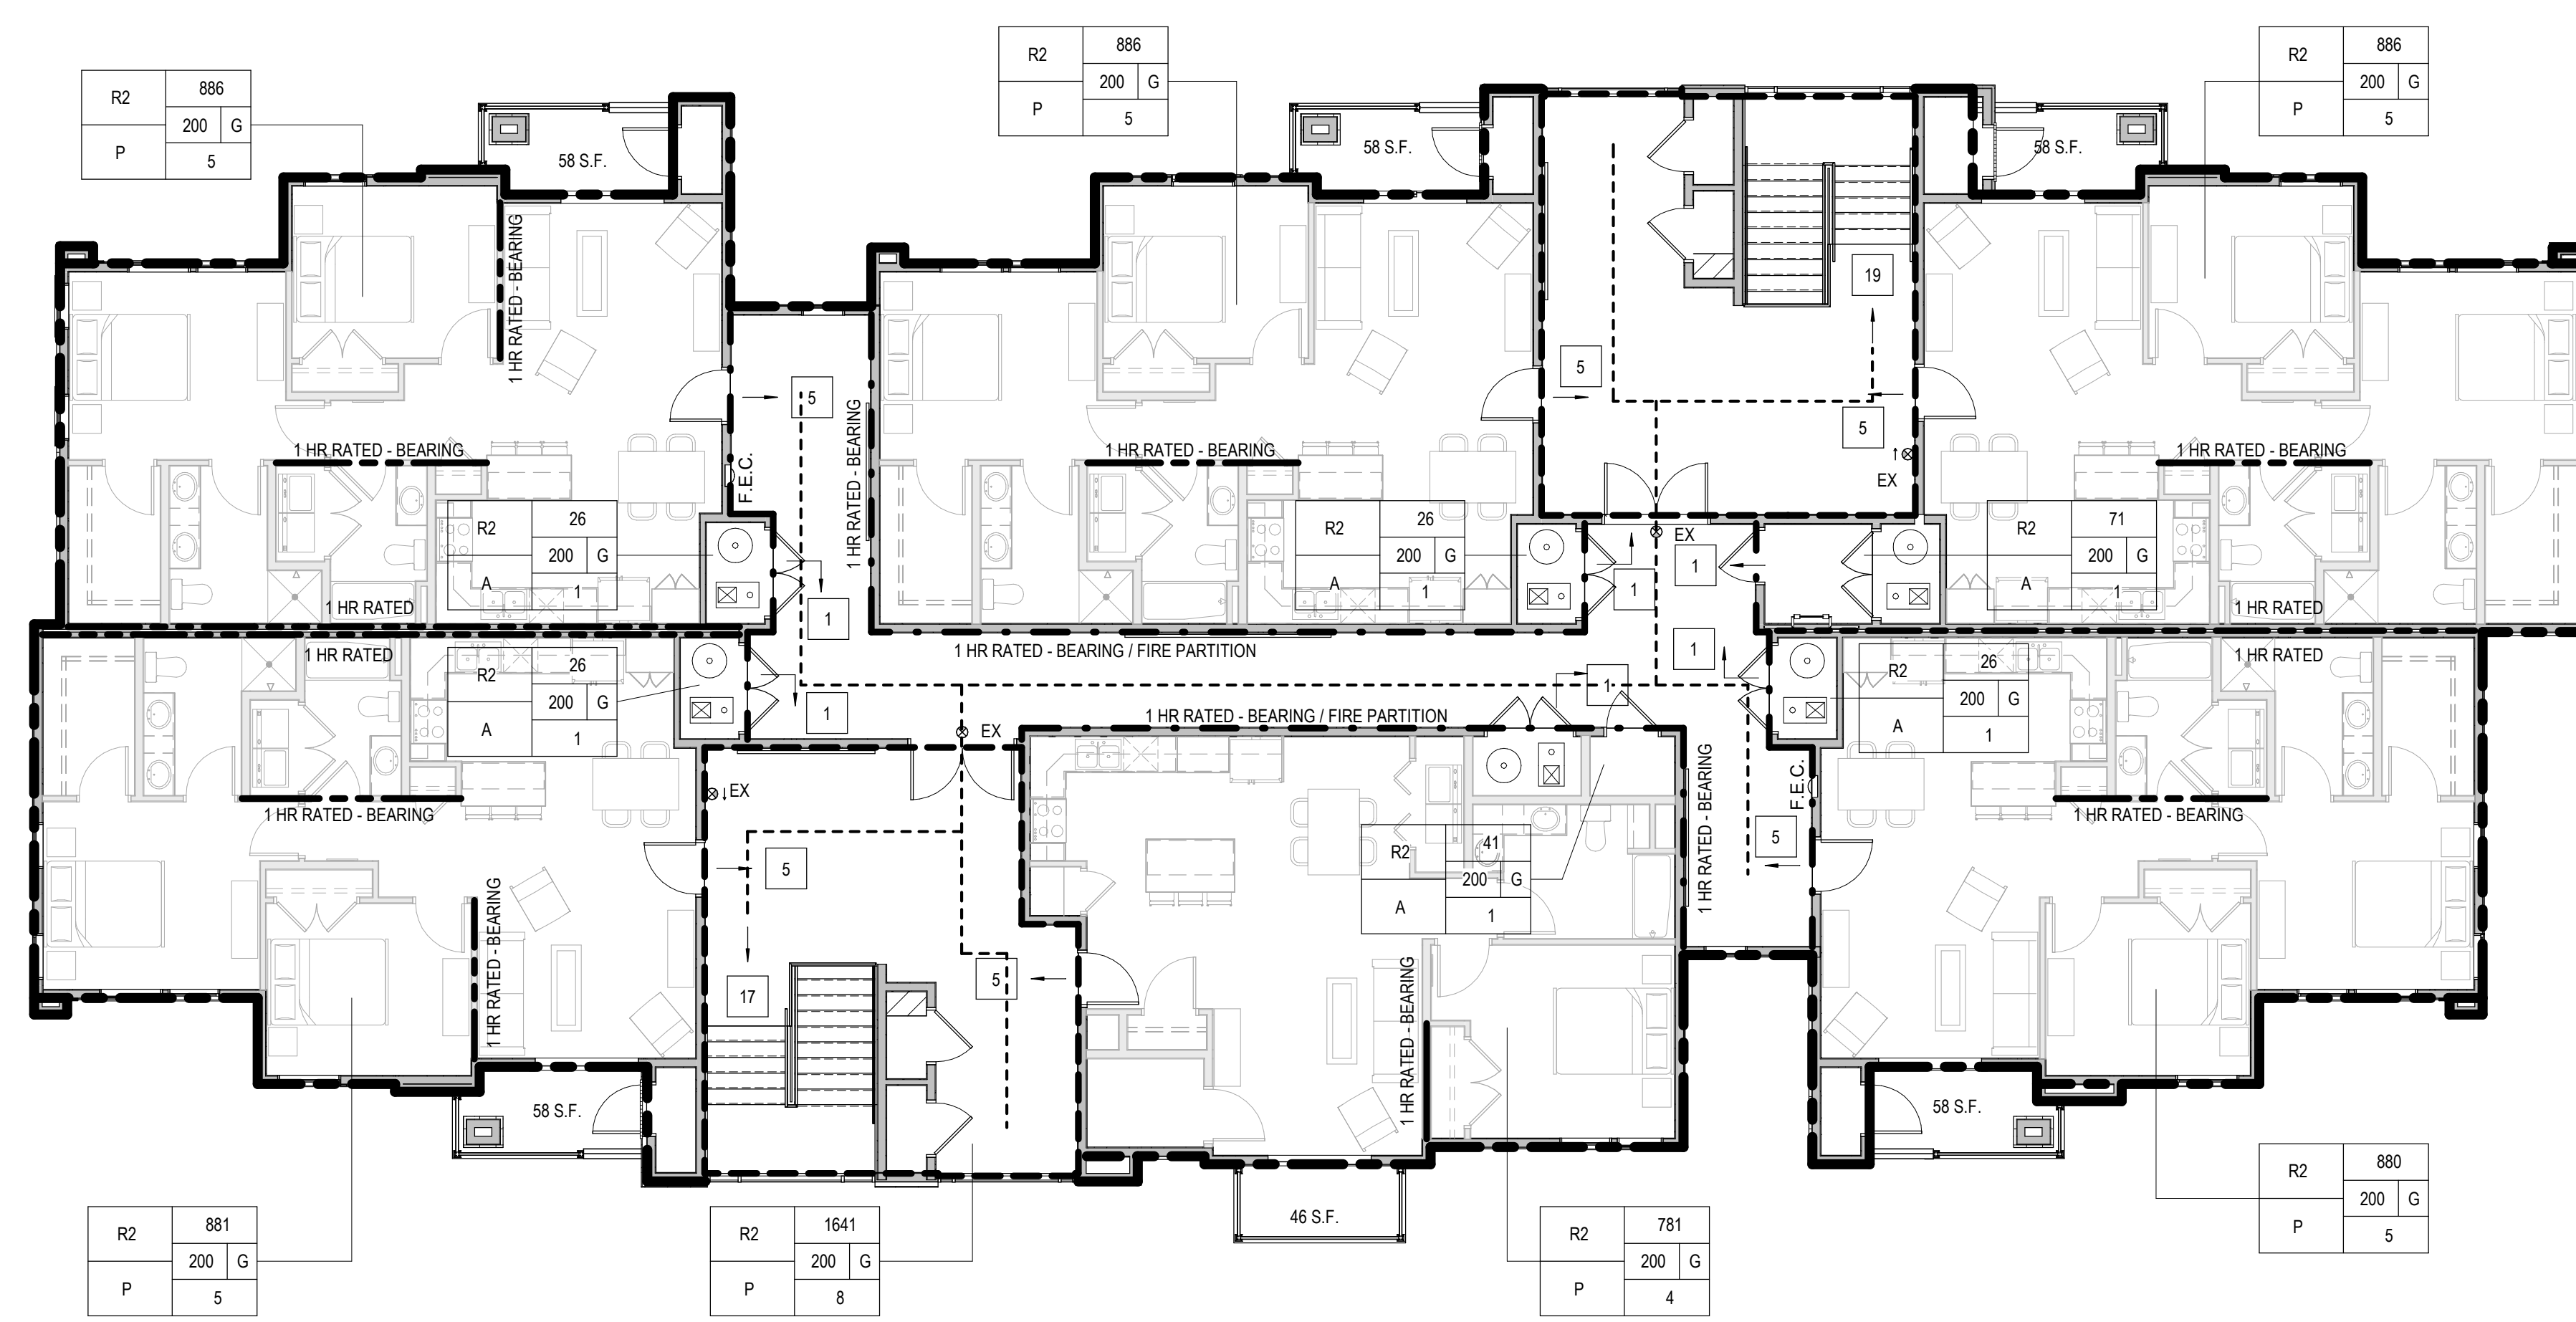 R2 886
200 G
P 5
R2 886
200 G
P 5
R2 886
200 G
P 5
58 S.F.
58 S.F.
58 S.F.
1 HR RATED - BEARING
19
5
5
5
1 HR RATED - BEARING
1 HR RATED - BEARING
1 HR RATED - BEARING
1 HR RATED - BEARING
F.E.C.
EX
R2 26
200 G
A 1
R2 26
200 G
A 1
R2 71
200 G
A 1
EX
1
1
1
1 HR RATED
1 HR RATED
1 HR RATED
1 HR RATED
1 HR RATED - BEARING / FIRE PARTITION
1
R2 26
200 G
A 1
R2 26
200 G
A 1
1
1
1 HR RATED - BEARING / FIRE PARTITION
EX
EX
F.E.C.
1 HR RATED - BEARING
1 HR RATED - BEARING
1 HR RATED - BEARING
5
5
R2 41
200 G
A 1
1 HR RATED - BEARING
1 HR RATED - BEARING
5
17
58 S.F.
58 S.F.
46 S.F.
R2 881
200 G
P 5
R2 1641
200 G
P 8
R2 781
200 G
P 4
R2 880
200 G
P 5